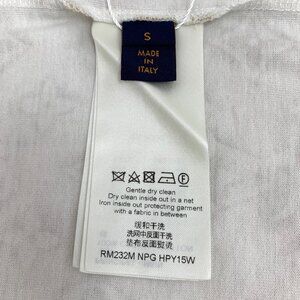 S
MADE
IN
ITALY
Gentle dry clean
Dry clean inside out in a net
Iron inside out protecting garment
with a fabric in between
缓和干洗
洗网中反面干洗
垫布反面熨烫
RM232M NPG HPY15W